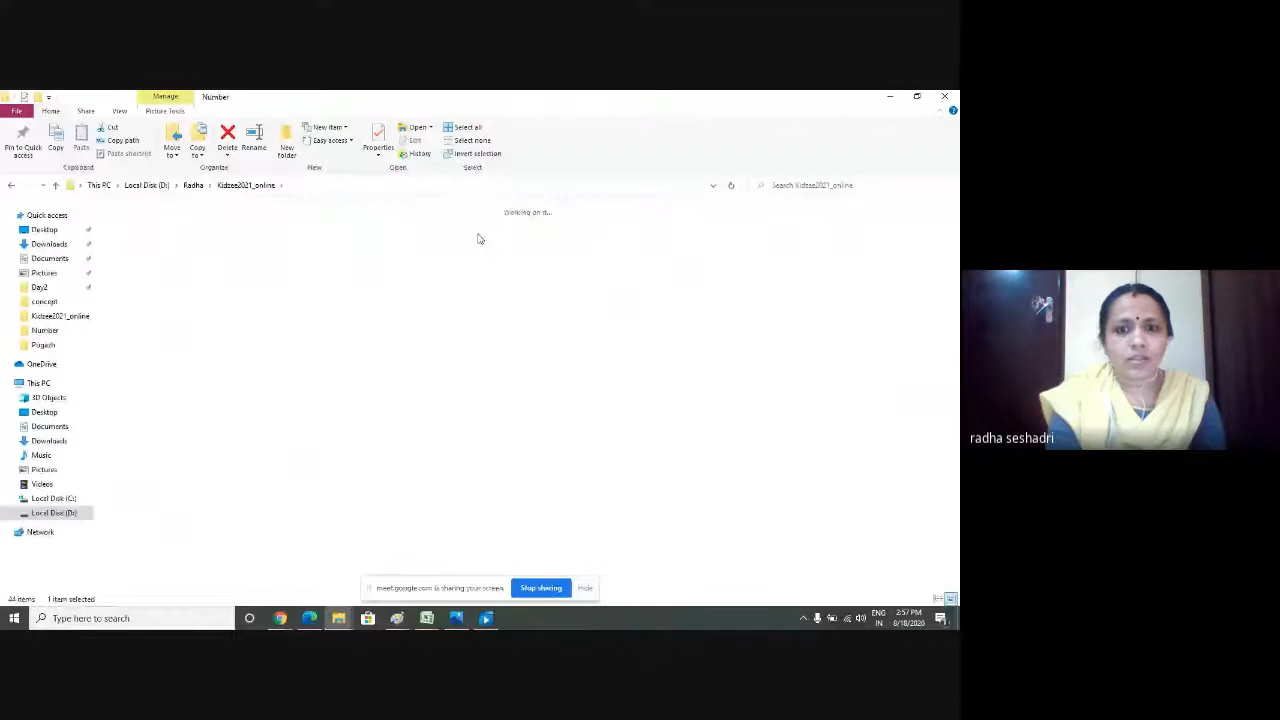 Manage Number
File Home Share View Picture Tools
Pin to Quick access
Copy
Paste
Cut
Copy path
Paste shortcut
Clipboard
Move to
Copy to
Delete
Rename
Organize
New folder
New item
Easy access
New
Properties
Open
Edit
History
Open
Select all
Select none
Invert selection
Select
This PC Local Disk (D:) Radha Kidzee2021_online
Search Kidzee2021_online
Working on it...
Quick access
Desktop
Downloads
Documents
Pictures
Day2
concept
Kidzee2021_online
Number
Pugazh
OneDrive
This PC
3D Objects
Desktop
Documents
Downloads
Music
Pictures
Videos
Local Disk (C:)
Local Disk (D:)
Network
radha seshadri
meet.google.com is sharing your screen. Stop sharing Hide
44 items 1 item selected
Type here to search
ENG
IN
2:57 PM
8/18/2020